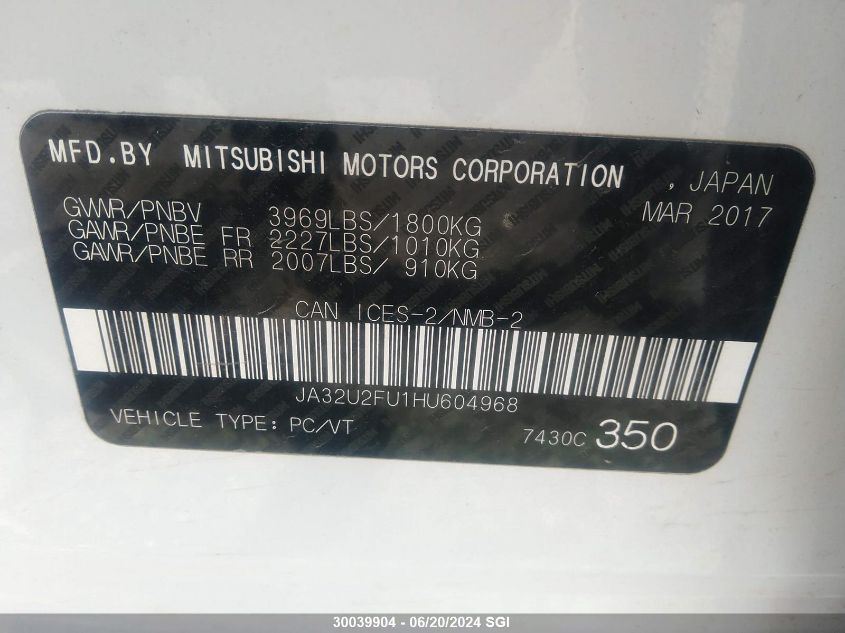 MFD.BY MITSUBISHI MOTORS CORPORATION , JAPAN
GVWR/PNBV 3969LBS/1800KG MAR 2017
GAWR/PNBE FR 2227LBS/1010KG
GAWR/PNBE RR 2007LBS/ 910KG
CAN ICES-2/NMB-2
JA32U2FU1HU604968
VEHICLE TYPE: PC/VT 7430C 350
30039904 - 06/20/2024 SGI